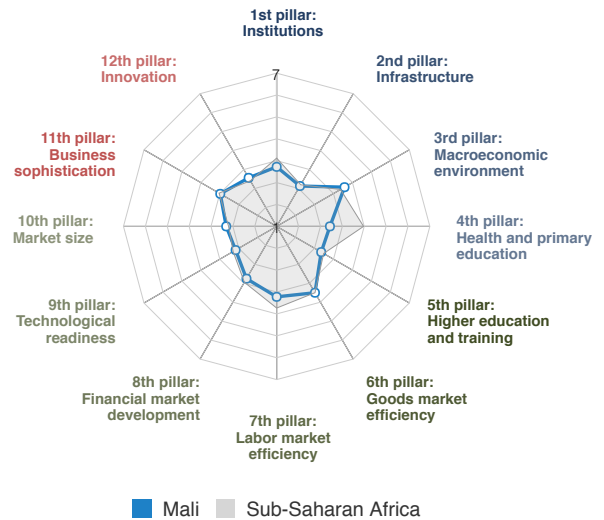 1st pillar:
Institutions
2nd pillar:
Infrastructure
3rd pillar:
Macroeconomic
environment
4th pillar:
Health and primary
education
5th pillar:
Higher education
and training
6th pillar:
Goods market
efficiency
7th pillar:
Labor market
efficiency
8th pillar:
Financial market
development
9th pillar:
Technological
readiness
10th pillar:
Market size
11th pillar:
Business
sophistication
12th pillar:
Innovation
7
1
Mali
Sub-Saharan Africa